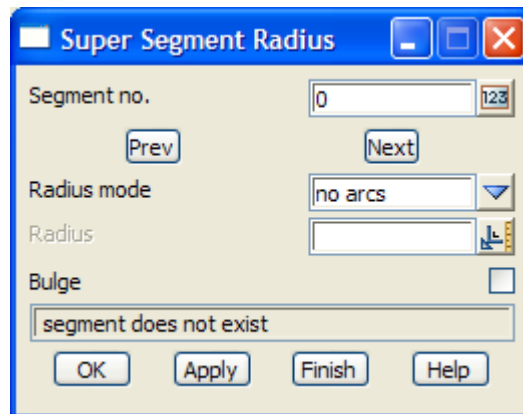 Super Segment Radius
Segment no. 0 123
Prev Next
Radius mode no arcs
Radius
Bulge
segment does not exist
OK Apply Finish Help